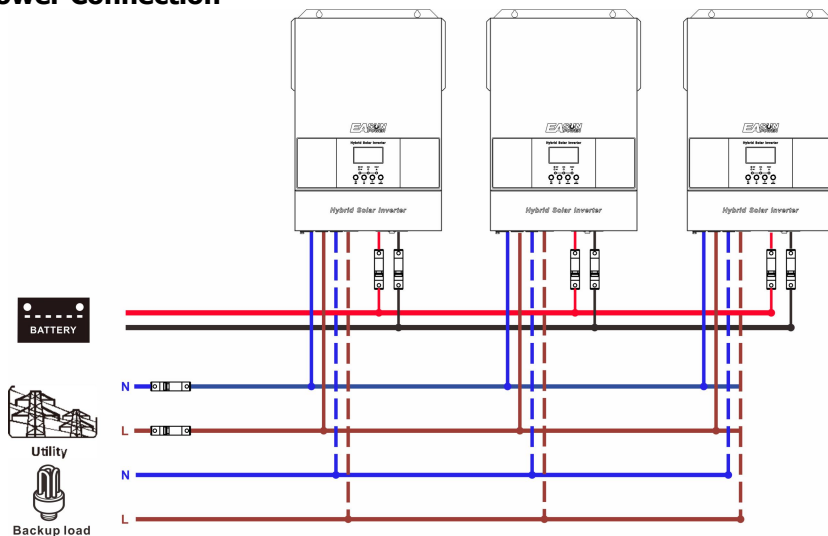 ower Connection
EASUN POWER
EASUN POWER
EASUN POWER
Hybrid Solar Inverter
Hybrid Solar Inverter
Hybrid Solar Inverter
Hybrid Solar Inverter
Hybrid Solar Inverter
Hybrid Solar Inverter
BATTERY
N
L
Utility
N
L
Backup load